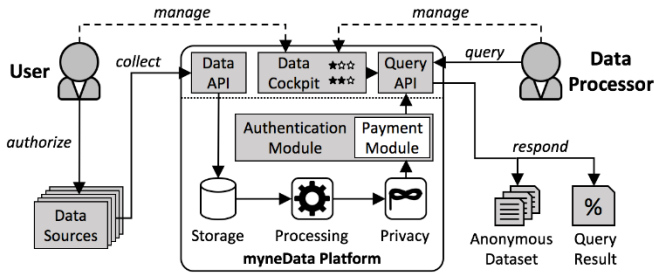 manage
manage
User
collect
Data
API
Data
Cockpit
Query
API
query
Data
Processor
authorize
Authentication
Module
Payment
Module
respond
Data
Sources
%
Storage
Processing
Privacy
Anonymous
Dataset
Query
Result
myneData Platform